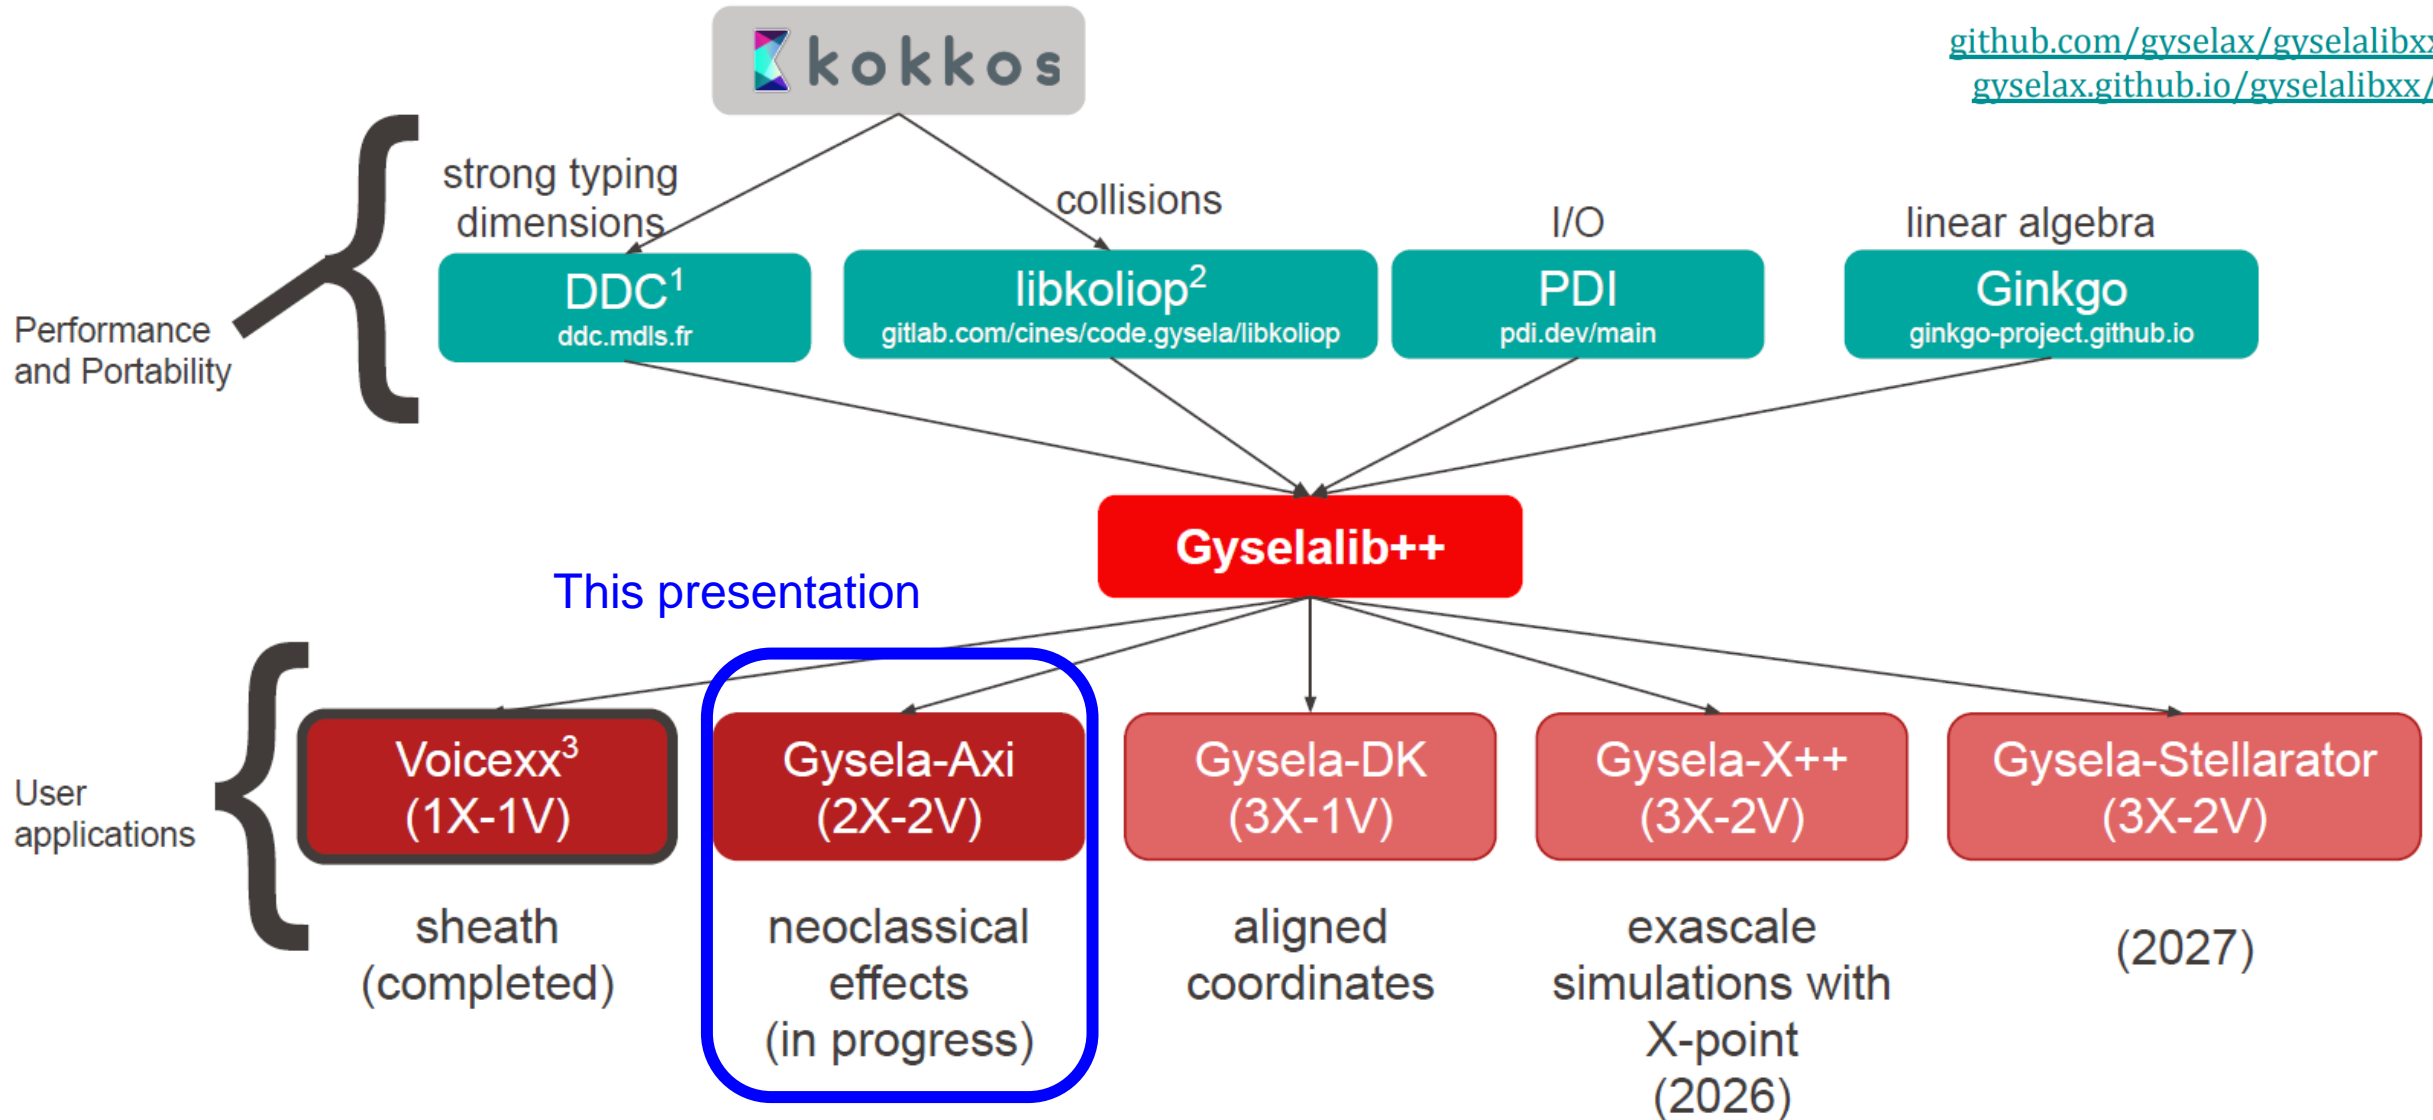 kokkos
github.com/gyselax/gyselalibxx
gyselax.github.io/gyselalibxx/
strong typing
dimensions
collisions
I/O
linear algebra
Performance
and Portability
DDC¹
ddc.mdls.fr
libkoliop²
gitlab.com/cines/code.gysela/libkoliop
PDI
pdi.dev/main
Ginkgo
ginkgo-project.github.io
Gyselalib++
This presentation
User
applications
Voicexx³
(1X-1V)
Gysela-Axi
(2X-2V)
Gysela-DK
(3X-1V)
Gysela-X++
(3X-2V)
Gysela-Stellarator
(3X-2V)
sheath
(completed)
neoclassical
effects
(in progress)
aligned
coordinates
exascale
simulations with
X-point
(2026)
(2027)